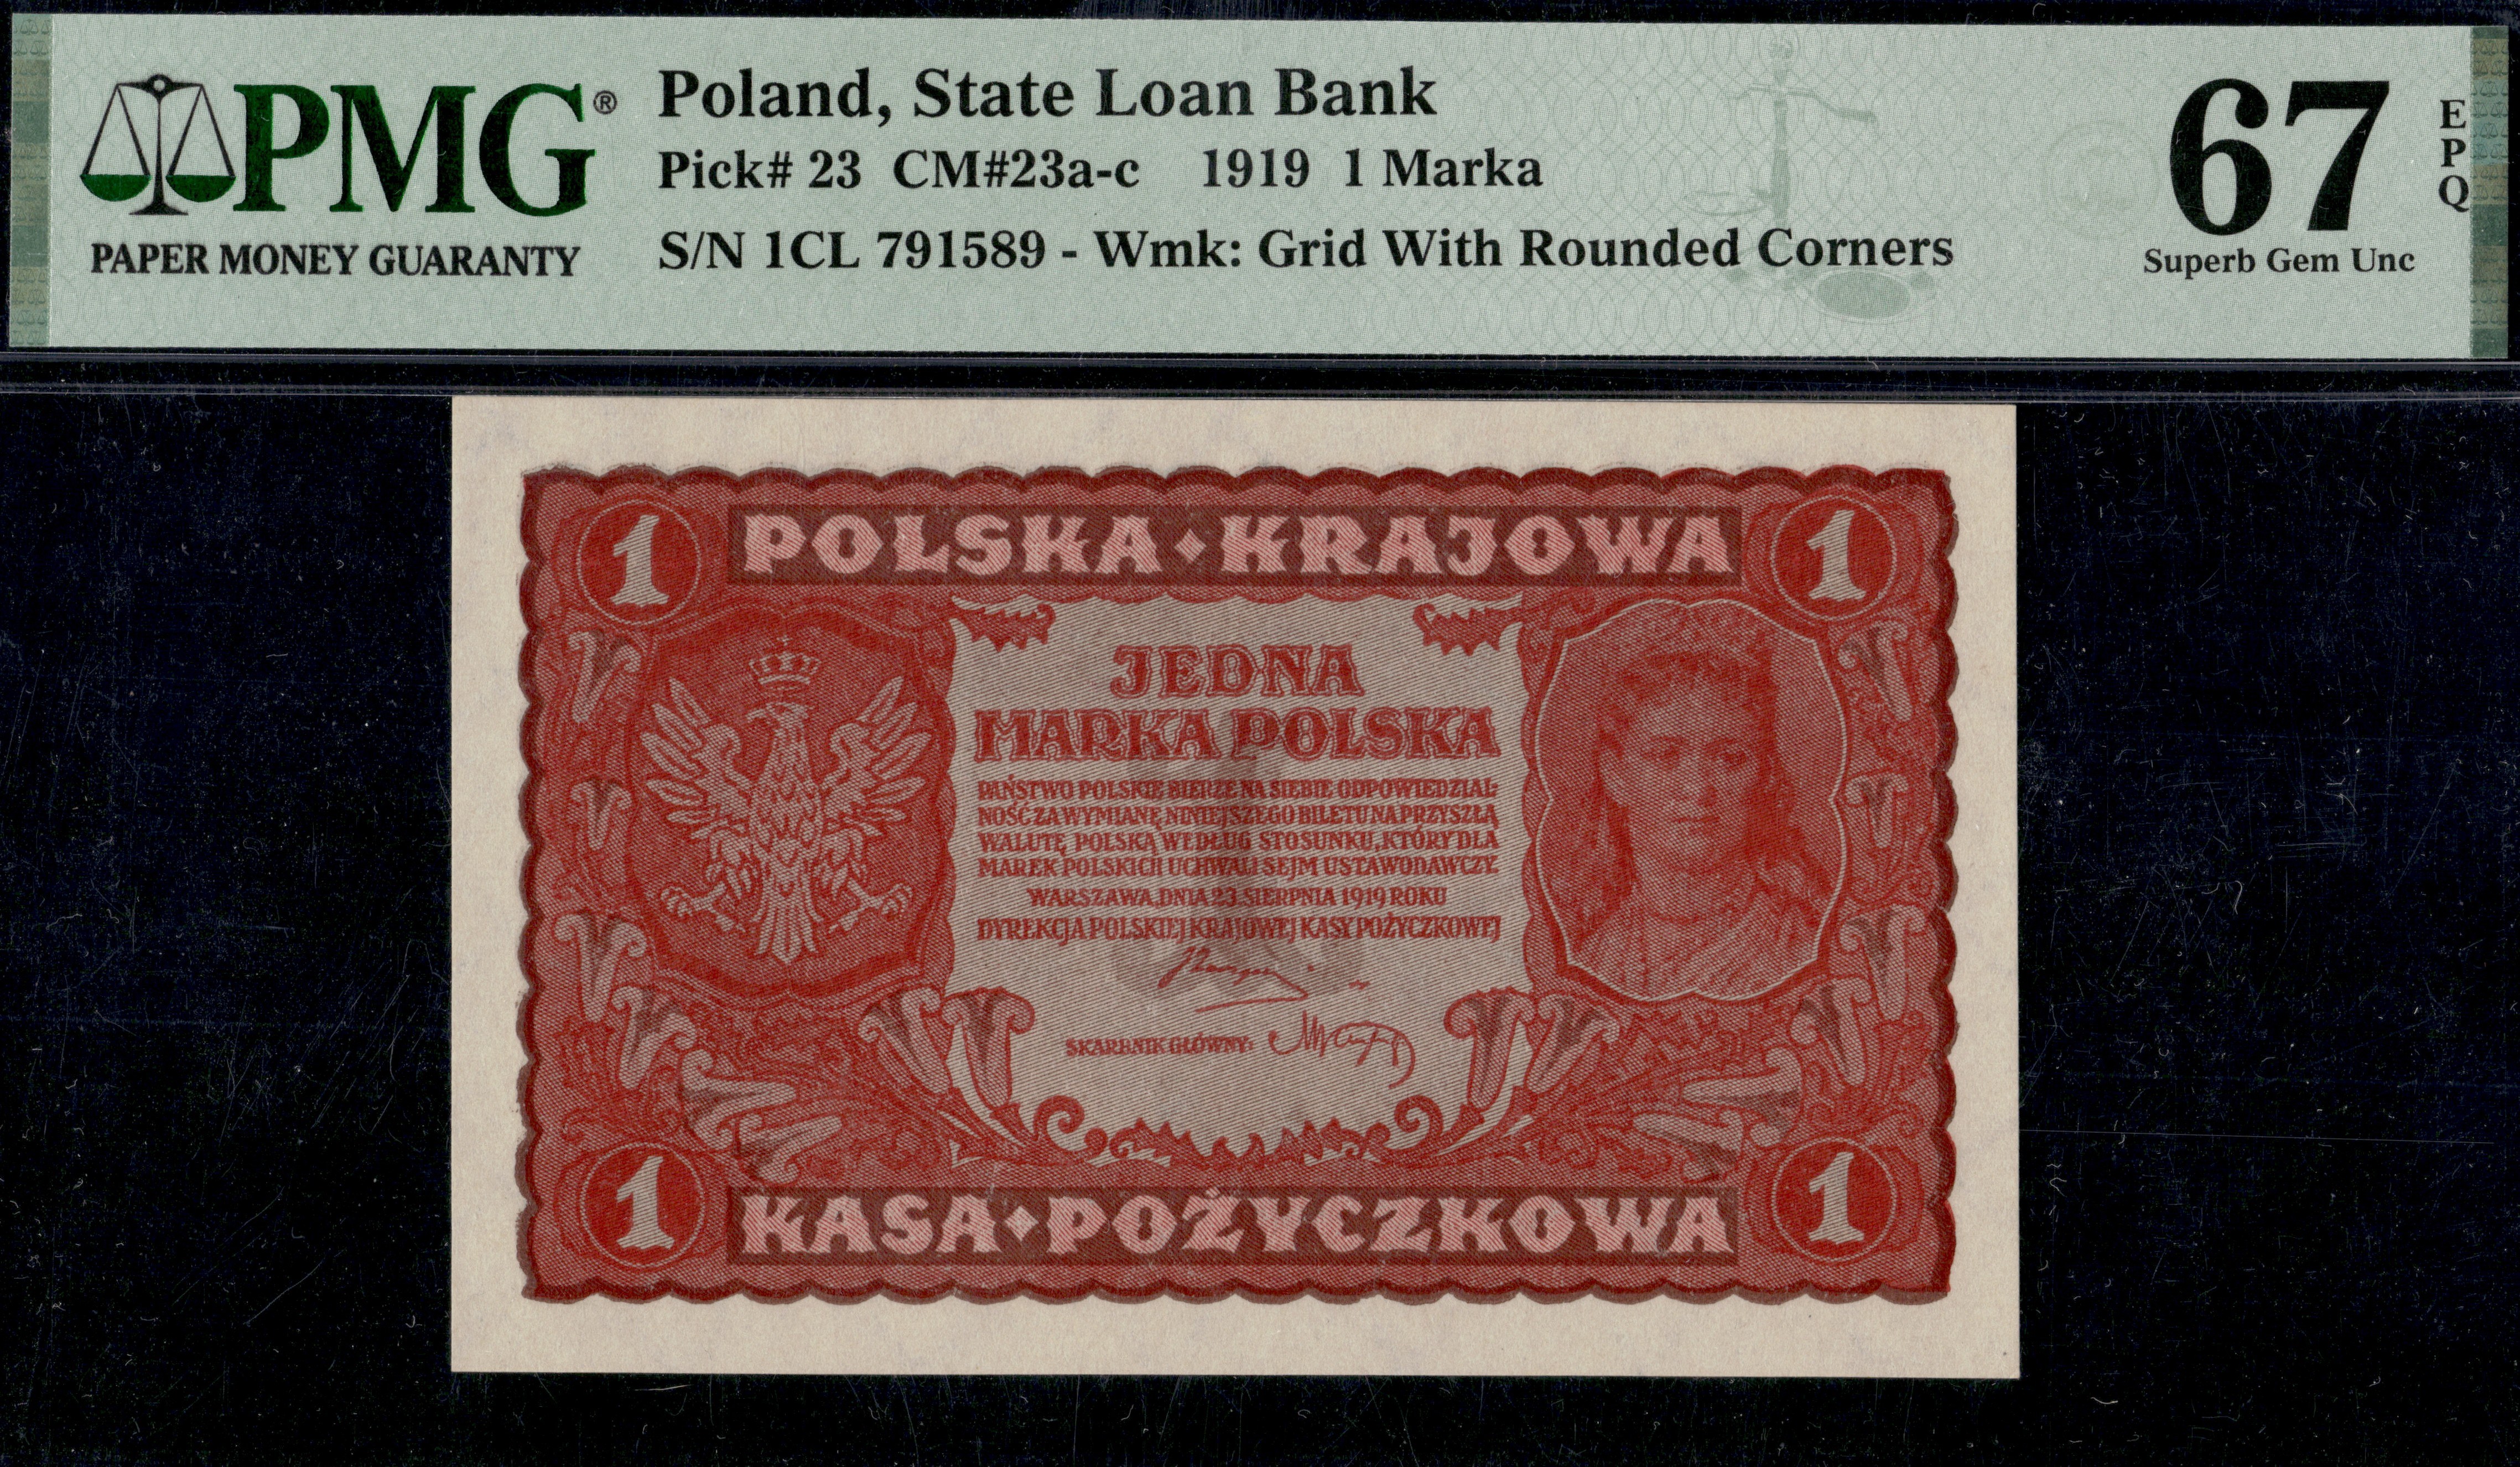 PMG®
PAPER MONEY GUARANTY
Poland, State Loan Bank
Pick# 23 CM#23a-c 1919 1 Marka
S/N 1CL 791589 - Wmk: Grid With Rounded Corners
67
EPQ
Superb Gem Unc
1 POLSKA · KRAJOWA 1
JEDNA
MARKA POLSKA
PAŃSTWO POLSKIE BIERZE NA SIEBIE ODPOWIEDZIAL-
NOŚĆ ZA WYMIANĘ NINIEJSZEGO BILETU NA PRZYSZŁĄ
WALUTĘ POLSKĄ WEDŁUG STOSUNKU, KTÓRY DLA
MAREK POLSKICH UCHWALI SEJM USTAWODAWCZY.
WARSZAWA, DNIA 23. SIERPNIA 1919 ROKU
DYREKCJA POLSKIEJ KRAJOWEJ KASY POŻYCZKOWEJ
SKARBNIK GŁÓWNY:
1 KASA · POŻYCZKOWA 1